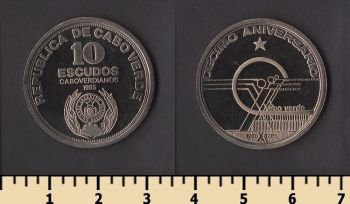 REPUBLICA DE CABO VERDE
10
ESCUDOS
CABOVERDIANOS
1985
DECIMO ANIVERSARIO
cabo verde
1975 X 1985
1 2 3 4 5 6 7